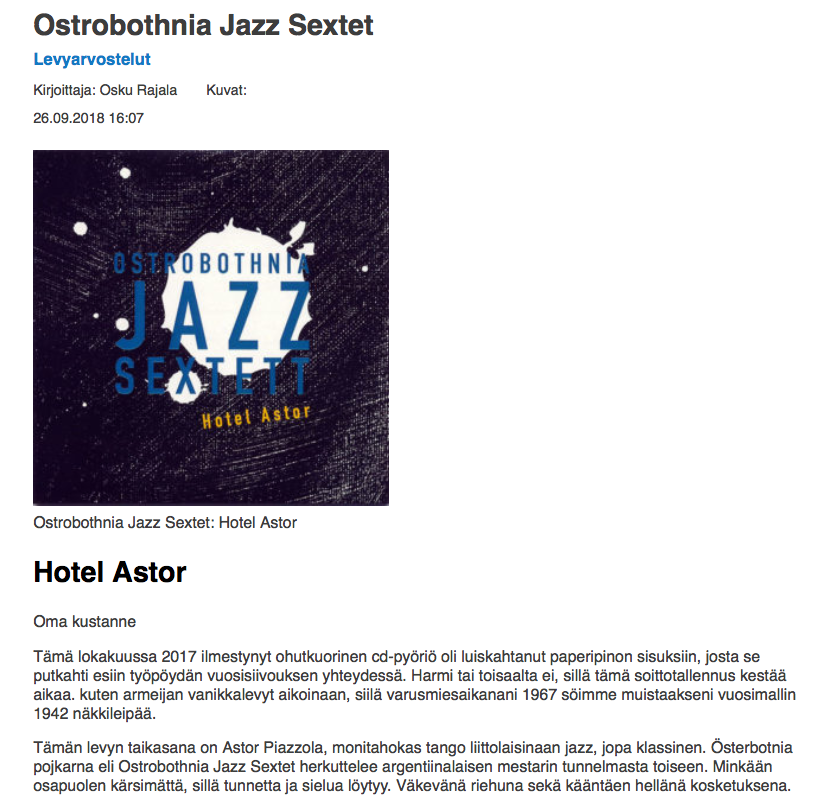 Ostrobothnia Jazz Sextet
Levyarvostelut
Kirjoittaja: Osku Rajala Kuvat:
26.09.2018 16:07
OSTROBOTHNIA
JAZZ
SEXTETT
Hotel Astor
Ostrobothnia Jazz Sextet: Hotel Astor
Hotel Astor
Oma kustanne
Tämä lokakuussa 2017 ilmestynyt ohutkuorinen cd-pyöriö oli luiskahtanut paperipinon sisuksiin, josta se
putkahti esiin työpöydän vuosisiivouksen yhteydessä. Harmi tai toisaalta ei, sillä tämä soittotallennus kestää
aikaa. kuten armeijan vanikkalevyt aikoinaan, siilä varusmiesaikanani 1967 söimme muistaakseni vuosimallin
1942 näkkileipää.
Tämän levyn taikasana on Astor Piazzola, monitahokas tango liittolaisinaan jazz, jopa klassinen. Österbotnia
pojkarna eli Ostrobothnia Jazz Sextet herkuttelee argentiinalaisen mestarin tunnelmasta toiseen. Minkään
osapuolen kärsimättä, sillä tunnetta ja sielua löytyy. Väkevänä riehuna sekä kääntäen hellänä kosketuksena.